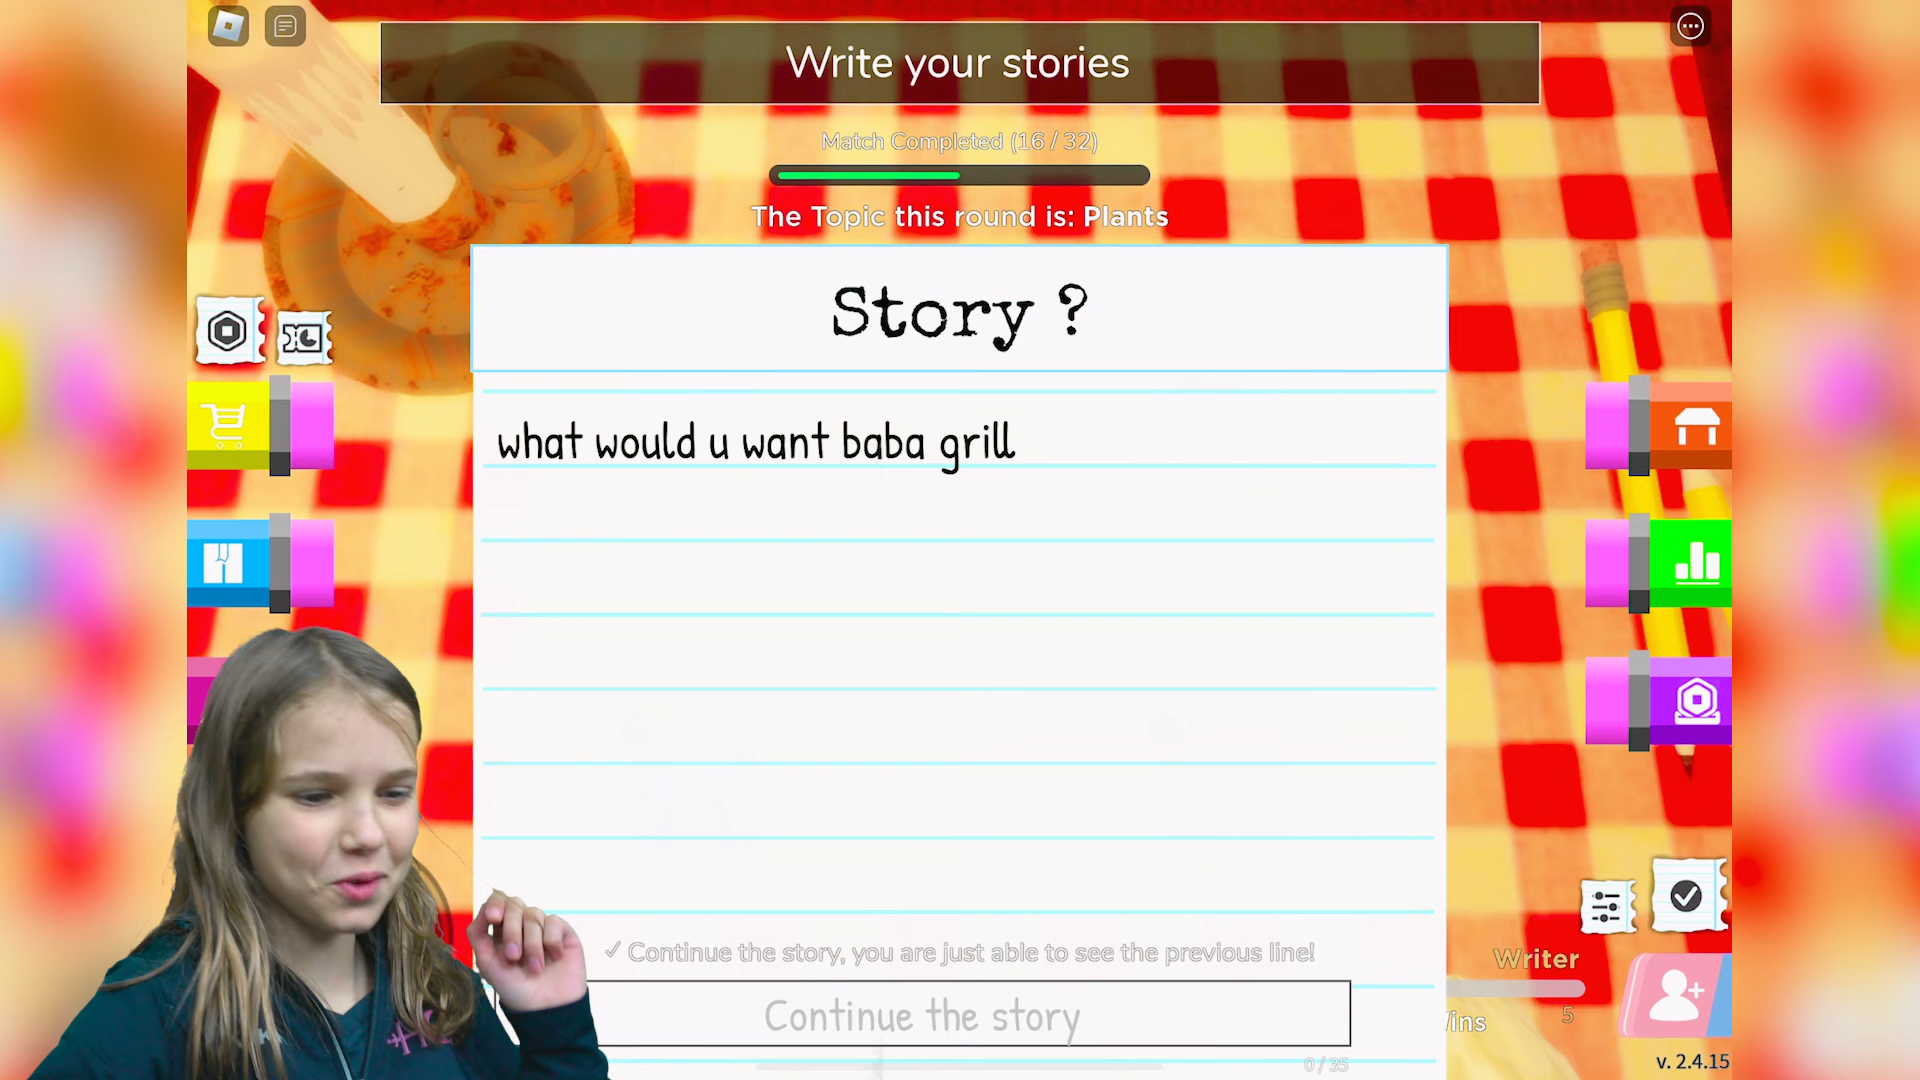 Write your stories
Match Completed (16 / 32)
The Topic this round is: Plants
Story ?
what would u want baba grill
✓ Continue the story, you are just able to see the previous line!
Continue the story
0 / 35
Writer
5
v. 2.4.15